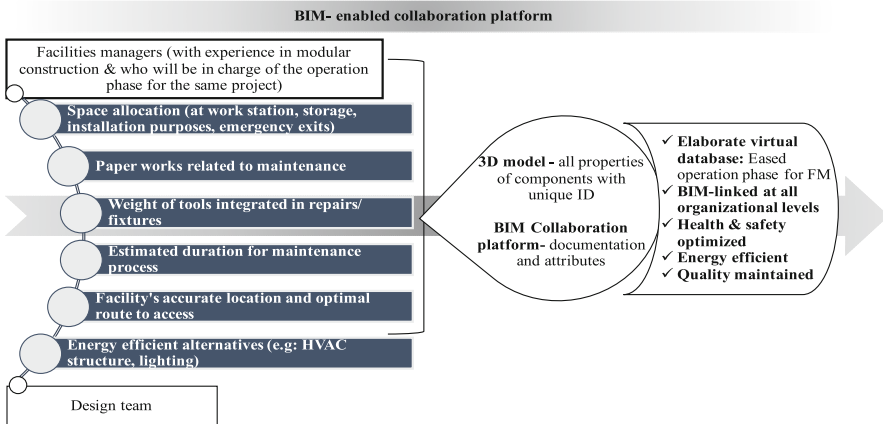 BIM- enabled collaboration platform
Facilities managers (with experience in modular
construction & who will be in charge of the operation
phase for the same project)
Space allocation (at work station, storage,
installation purposes, emergency exits)
Paper works related to maintenance
Weight of tools integrated in repairs/
fixtures
Estimated duration for maintenance
process
Facility's accurate location and optimal
route to access
Energy efficient alternatives (e.g: HVAC
structure, lighting)
Design team
3D model - all properties
of components with
unique ID
BIM Collaboration
platform- documentation
and attributes
✓ Elaborate virtual
database: Eased
operation phase for FM
✓ BIM-linked at all
organizational levels
✓ Health & safety
optimized
✓ Energy efficient
✓ Quality maintained